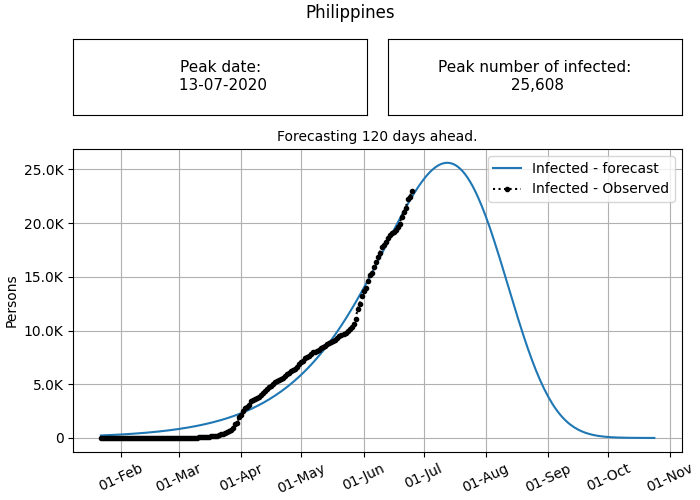 Philippines
Peak date:
13-07-2020
Peak number of infected:
25,608
Forecasting 120 days ahead.
Infected - forecast
Infected - Observed
Persons
25.0K
20.0K
15.0K
10.0K
5.0K
0
01-Feb
01-Mar
01-Apr
01-May
01-Jun
01-Jul
01-Aug
01-Sep
01-Oct
01-Nov